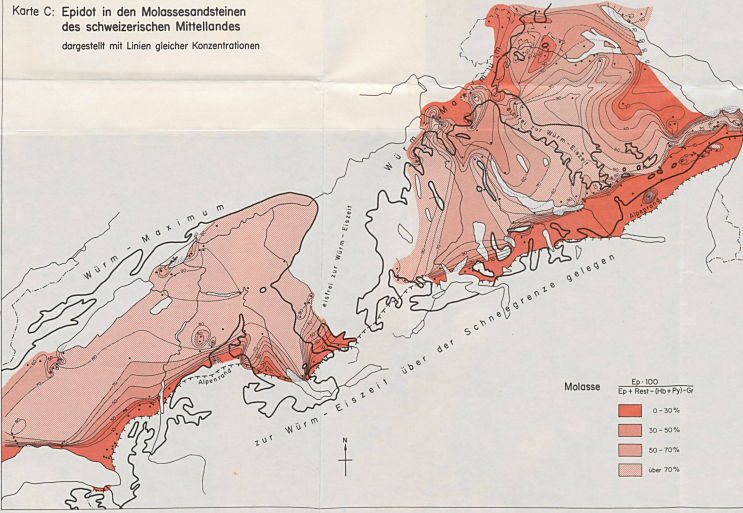 Karte C: Epidot in den Molassesandsteinen
des schweizerischen Mittellandes
dargestellt mit Linien gleicher Konzentrationen
Würm - Maximum
Würm - Maximum
eisfrei zur Würm - Eiszeit
eisfrei zur Würm - Eiszeit
Alpenrand
Alpenrand
zur Würm - Eiszeit über der Schneegrenze gelegen
N
Molasse
Ep · 100
Ep + Rest - (Hb + Py) - Gr
0 - 30 %
30 - 50 %
50 - 70 %
über 70 %